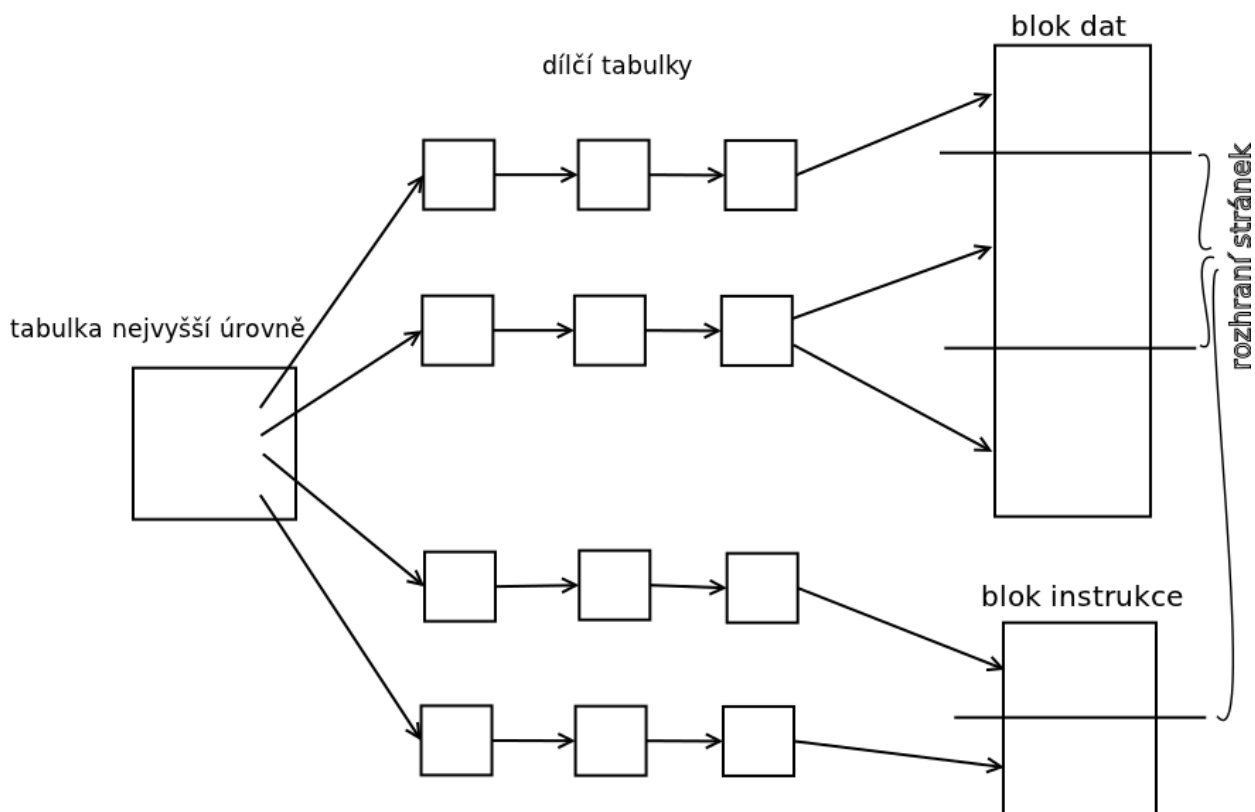 blok dat
dílčí tabulky
rozhraní stránek
tabulka nejvyšší úrovně
blok instrukce